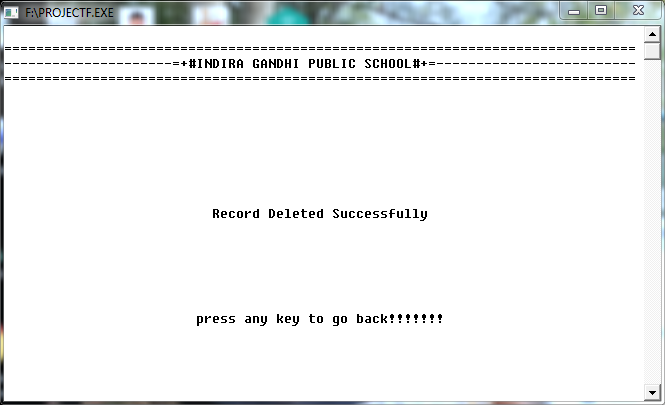 F:\PROJECTF.EXE
===============================================================================
---------------------=+#INDIRA GANDHI PUBLIC SCHOOL#+=-------------------------
===============================================================================
Record Deleted Successfully
press any key to go back!!!!!!!